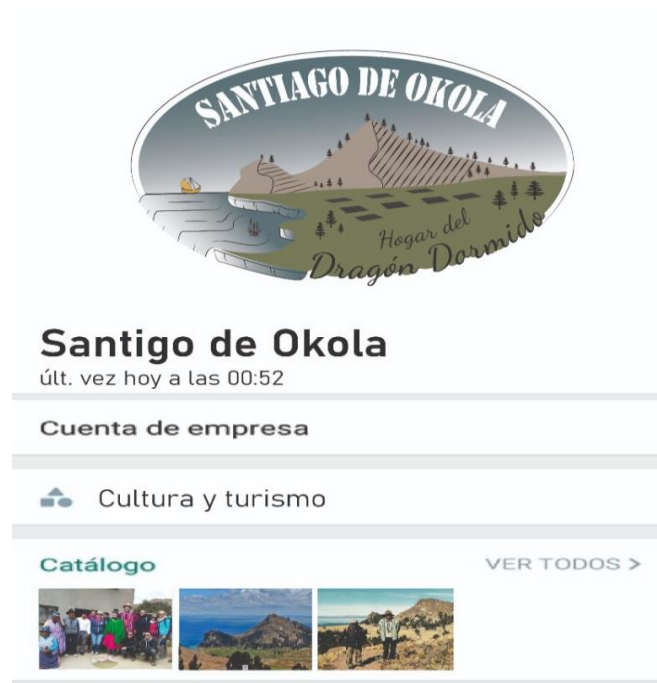 SANTIAGO DE OKOLA
Hogar del
Dragón Dormido
Santigo de Okola
últ. vez hoy a las 00:52
Cuenta de empresa
Cultura y turismo
Catálogo VER TODOS >